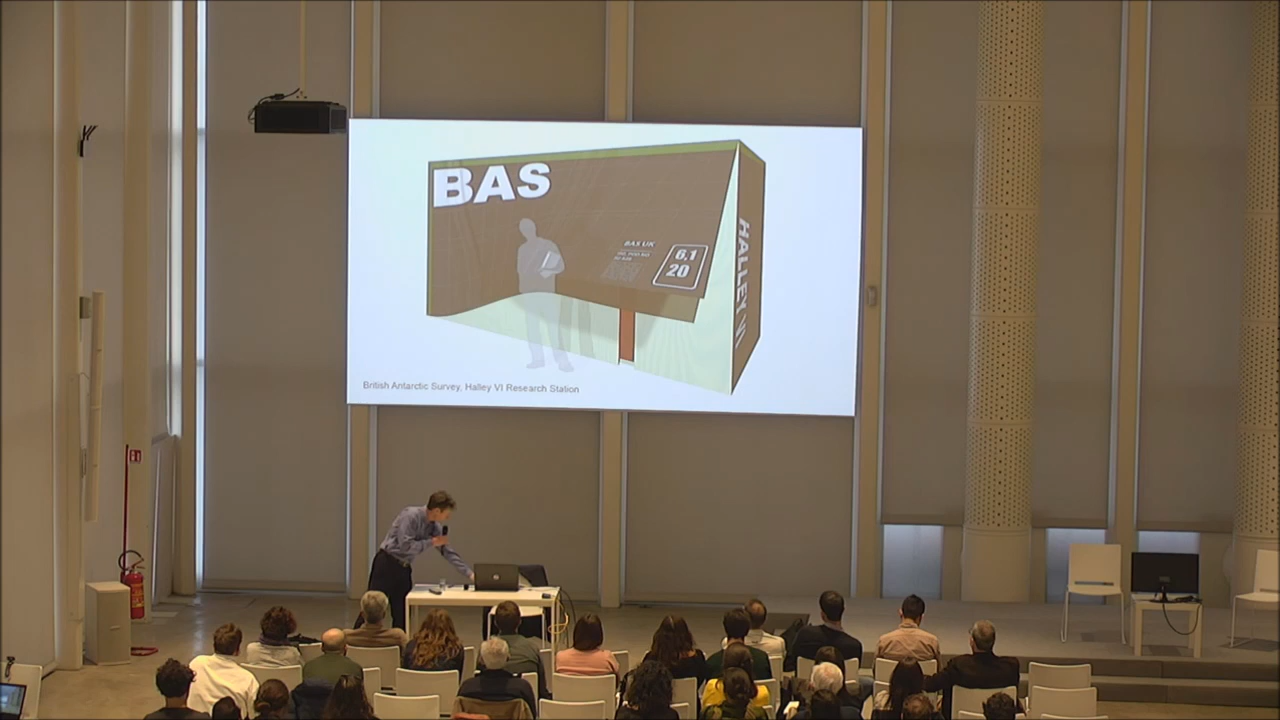 BAS
BAS UK
6,1
20
HALLEY VI
British Antarctic Survey, Halley VI Research Station